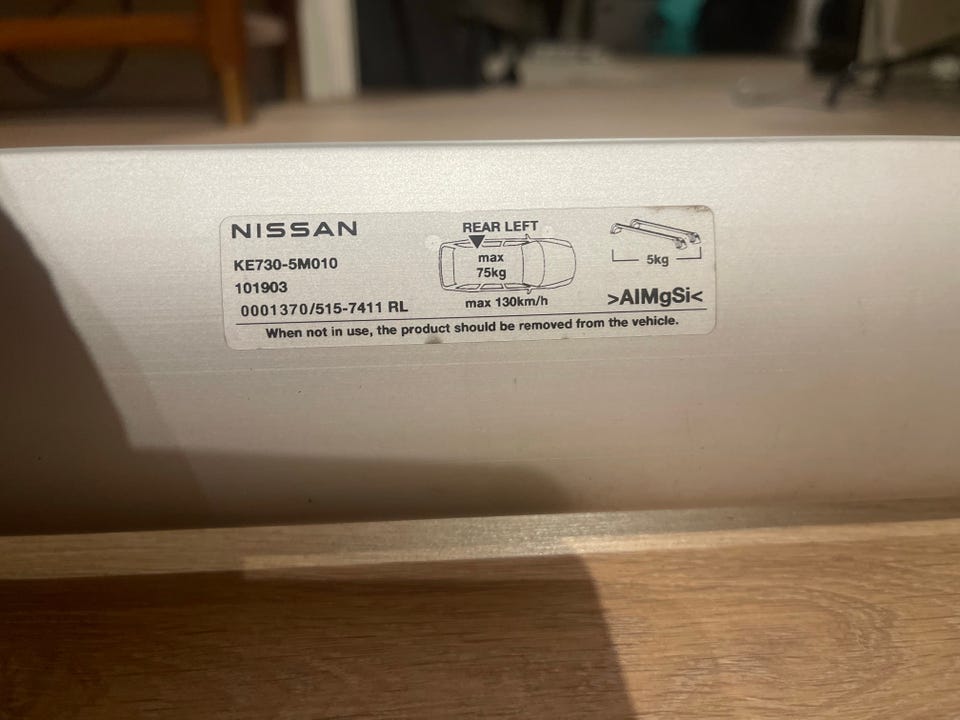 NISSAN
KE730-5M010
101903
0001370/515-7411 RL
REAR LEFT
max
75kg
max 130km/h
5kg
>AlMgSi<
When not in use, the product should be removed from the vehicle.